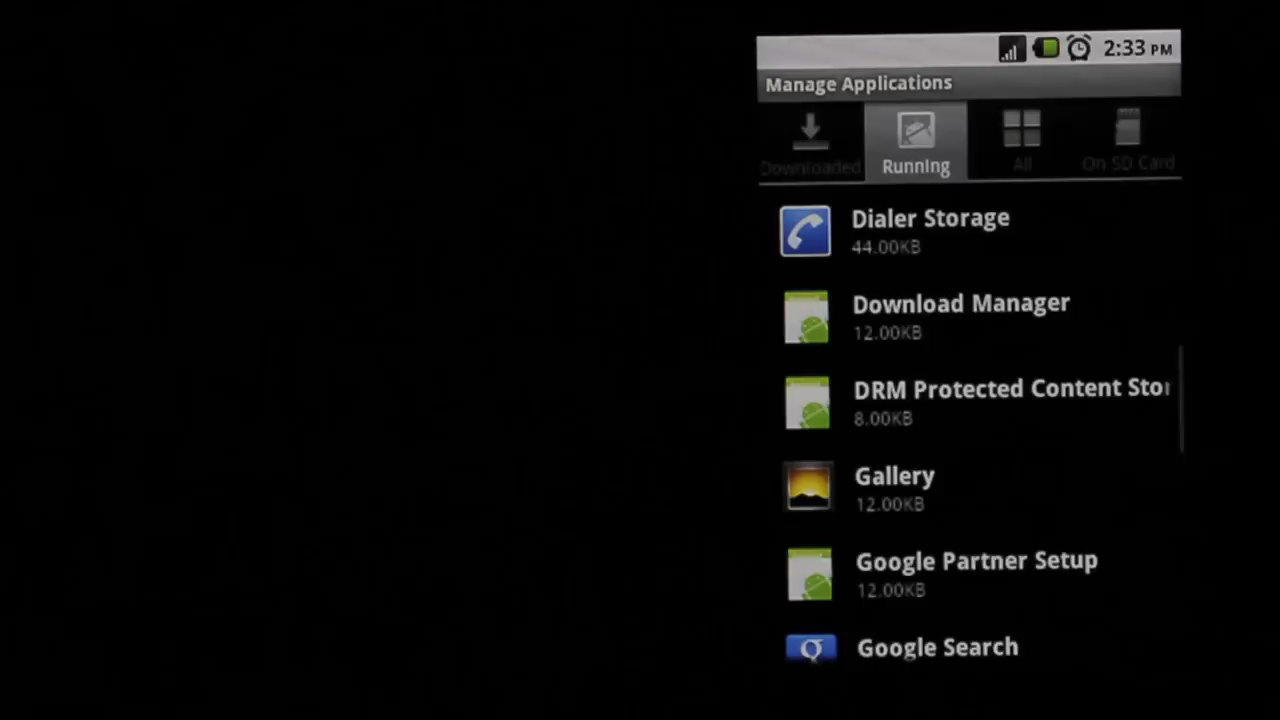 2:33 PM
Manage Applications
Downloaded
Running
All
On SD Card
Dialer Storage
44.00KB
Download Manager
12.00KB
DRM Protected Content Stor
8.00KB
Gallery
12.00KB
Google Partner Setup
12.00KB
Google Search